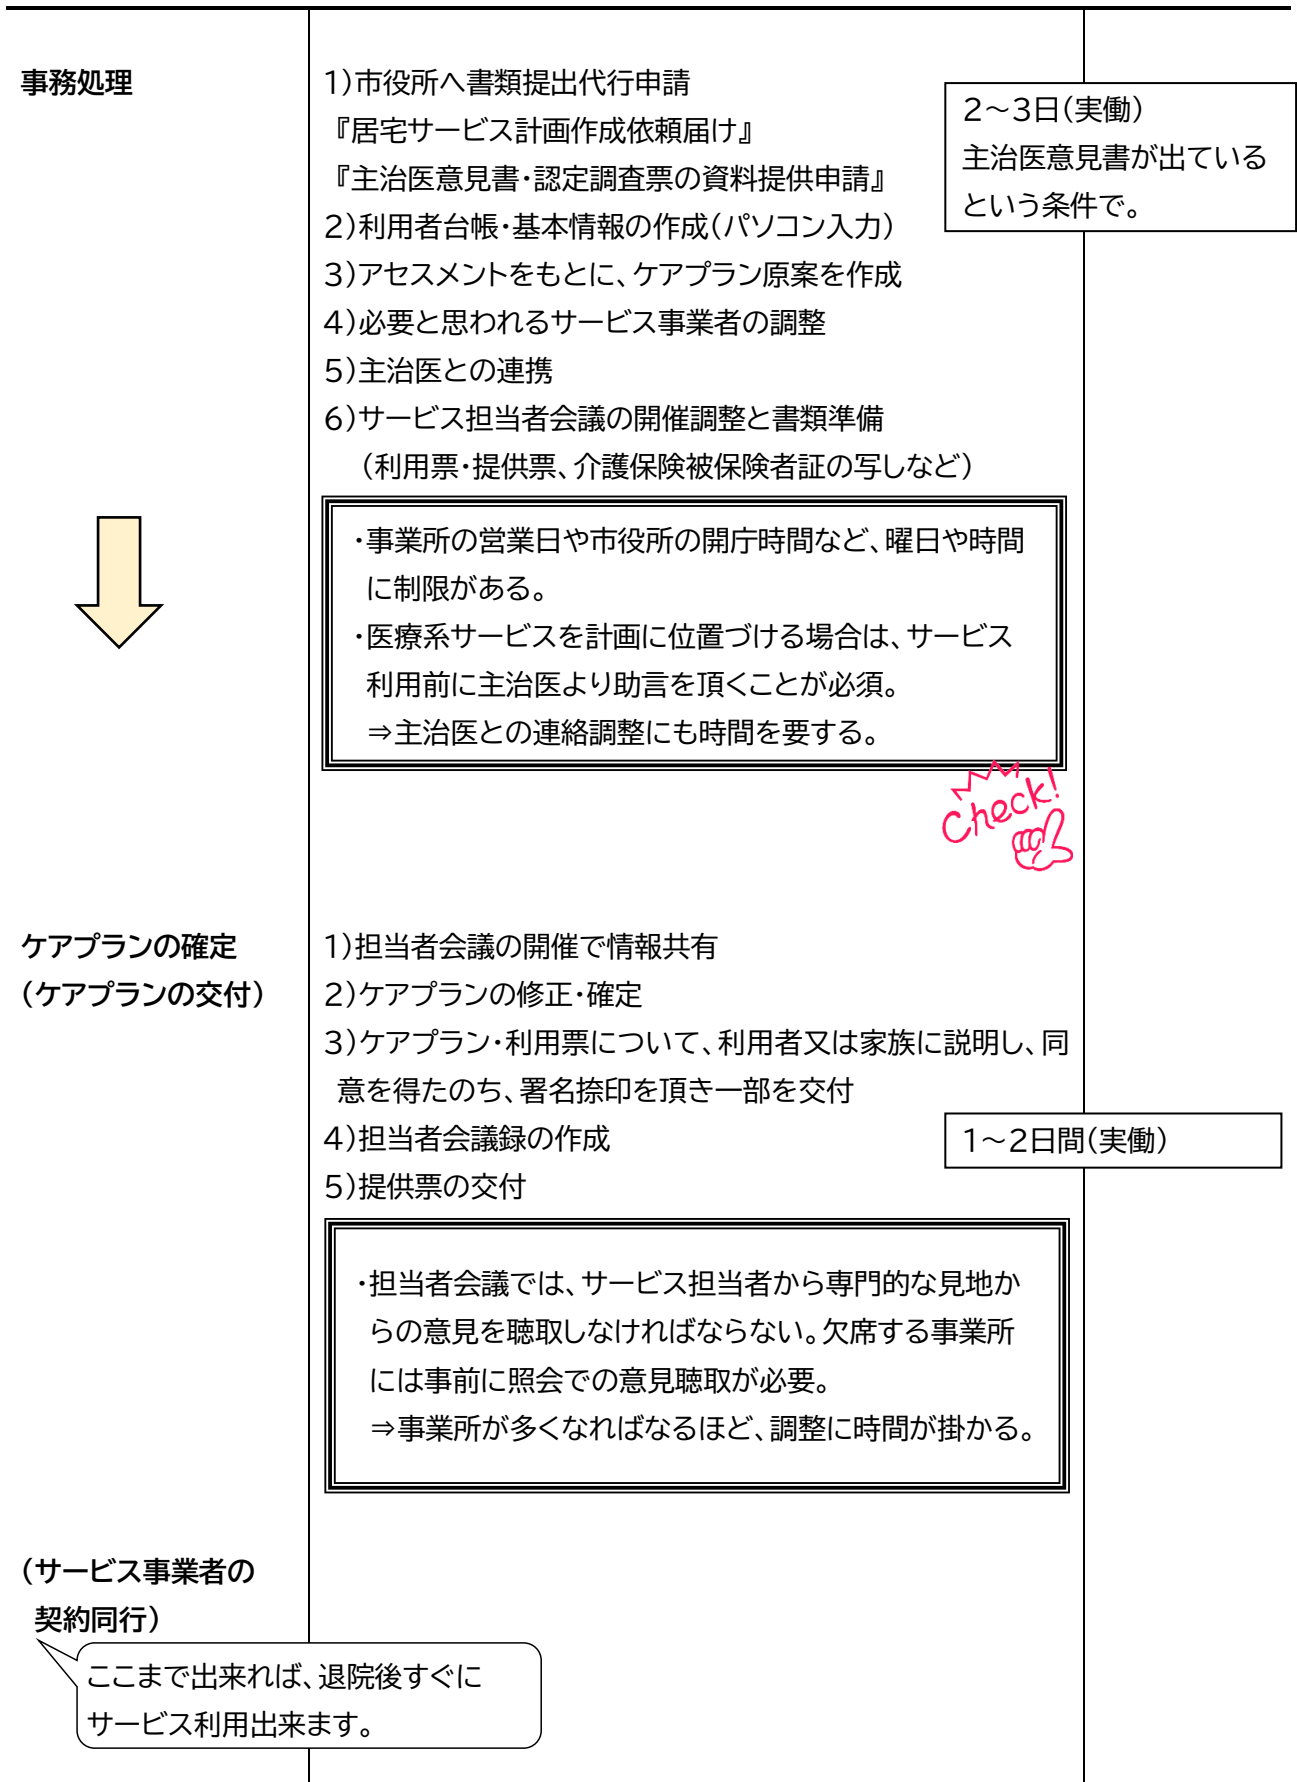 事務処理
1)市役所へ書類提出代行申請
『居宅サービス計画作成依頼届け』
『主治医意見書・認定調査票の資料提供申請』
2)利用者台帳・基本情報の作成(パソコン入力)
3)アセスメントをもとに、ケアプラン原案を作成
4)必要と思われるサービス事業者の調整
5)主治医との連携
6)サービス担当者会議の開催調整と書類準備
(利用票・提供票、介護保険被保険者証の写しなど)
2~3日(実働)
主治医意見書が出ている
という条件で。
・事業所の営業日や市役所の開庁時間など、曜日や時間
に制限がある。
・医療系サービスを計画に位置づける場合は、サービス
利用前に主治医より助言を頂くことが必須。
⇒主治医との連絡調整にも時間を要する。
Check!
ケアプランの確定
(ケアプランの交付)
1)担当者会議の開催で情報共有
2)ケアプランの修正・確定
3)ケアプラン・利用票について、利用者又は家族に説明し、同
意を得たのち、署名捺印を頂き一部を交付
4)担当者会議録の作成
5)提供票の交付
1~2日間(実働)
・担当者会議では、サービス担当者から専門的な見地か
らの意見を聴取しなければならない。欠席する事業所
には事前に照会での意見聴取が必要。
⇒事業所が多くなればなるほど、調整に時間が掛かる。
(サービス事業者の
契約同行)
ここまで出来れば、退院後すぐに
サービス利用出来ます。